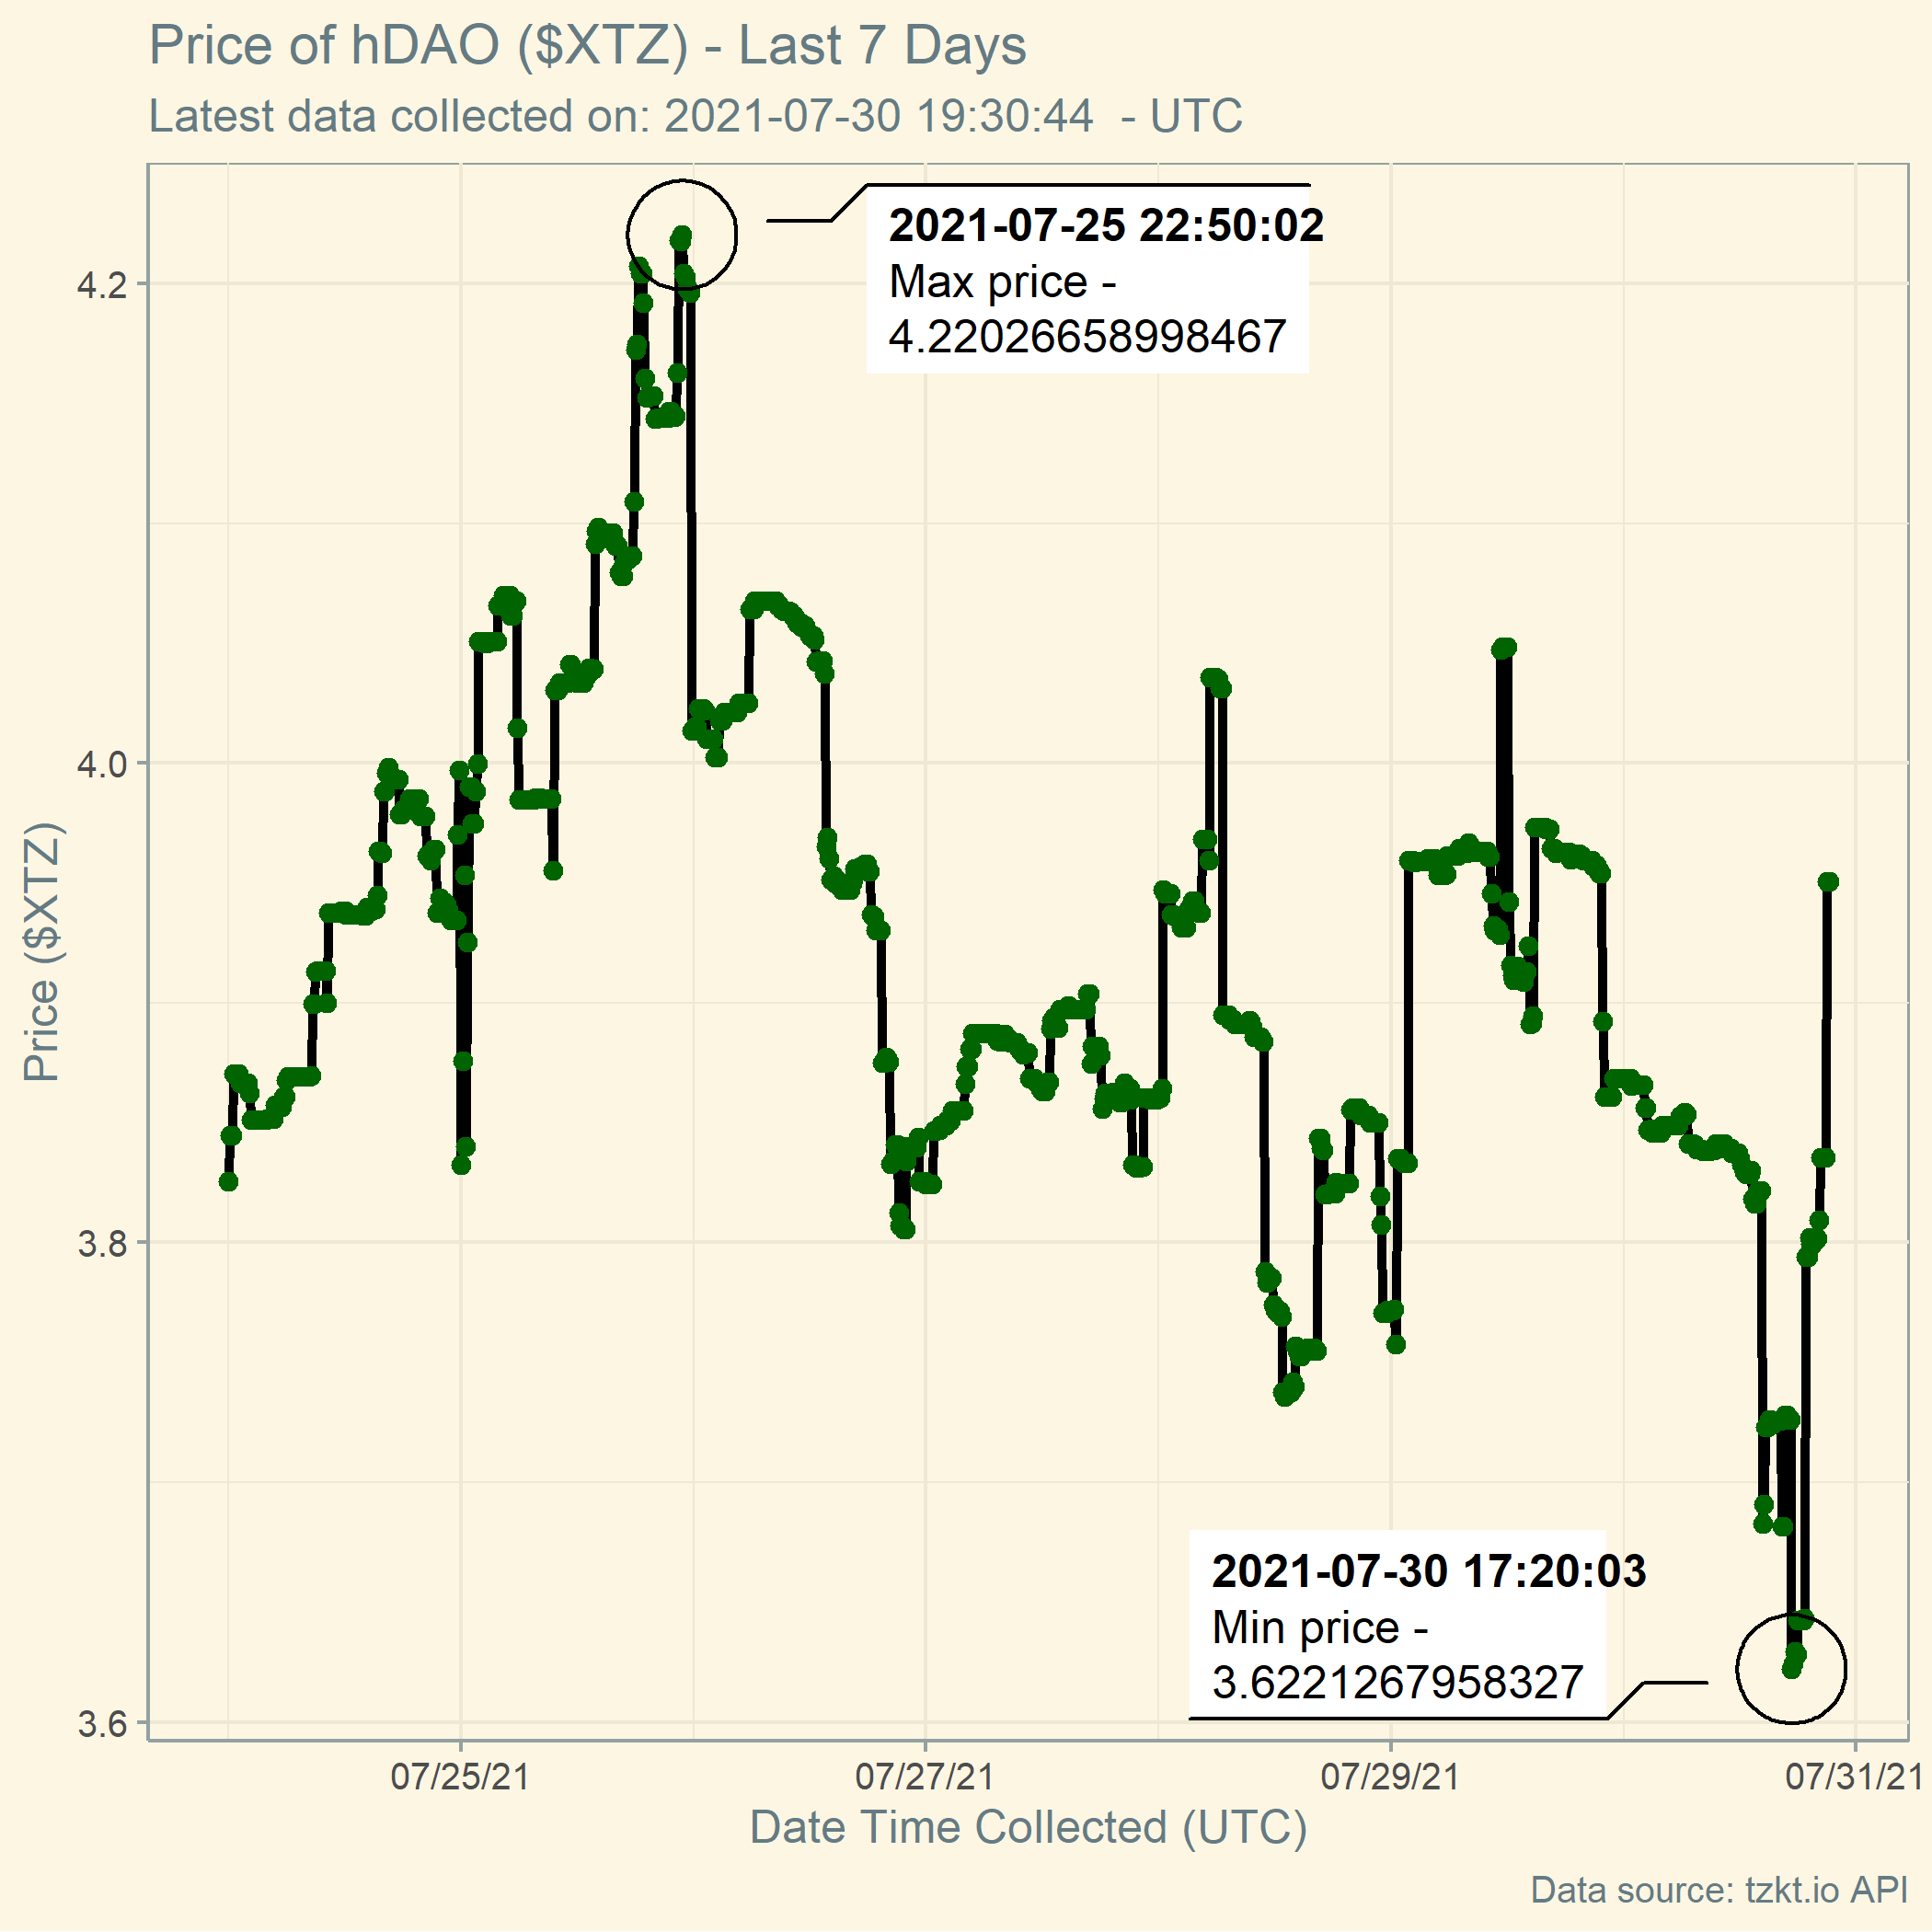 Price of hDAO ($XTZ) - Last 7 Days
Latest data collected on: 2021-07-30 19:30:44  - UTC
2021-07-25 22:50:02
Max price -
4.22026658998467
4.2
4.0
Price ($XTZ)
3.8
2021-07-30 17:20:03
Min price -
3.6221267958327
3.6
07/25/21
07/27/21
07/29/21
07/31/21
Date Time Collected (UTC)
Data source: tzkt.io API